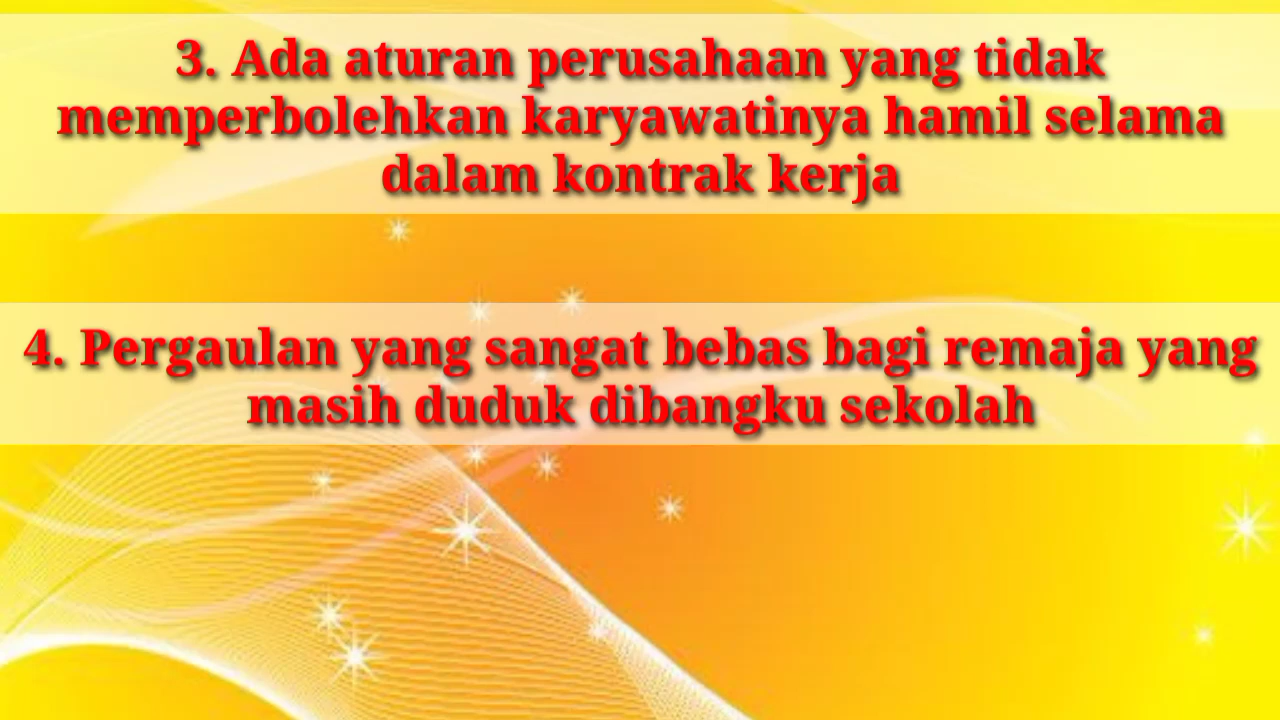 3. Ada aturan perusahaan yang tidak
memperbolehkan karyawatinya hamil selama
dalam kontrak kerja
4. Pergaulan yang sangat bebas bagi remaja yang
masih duduk dibangku sekolah